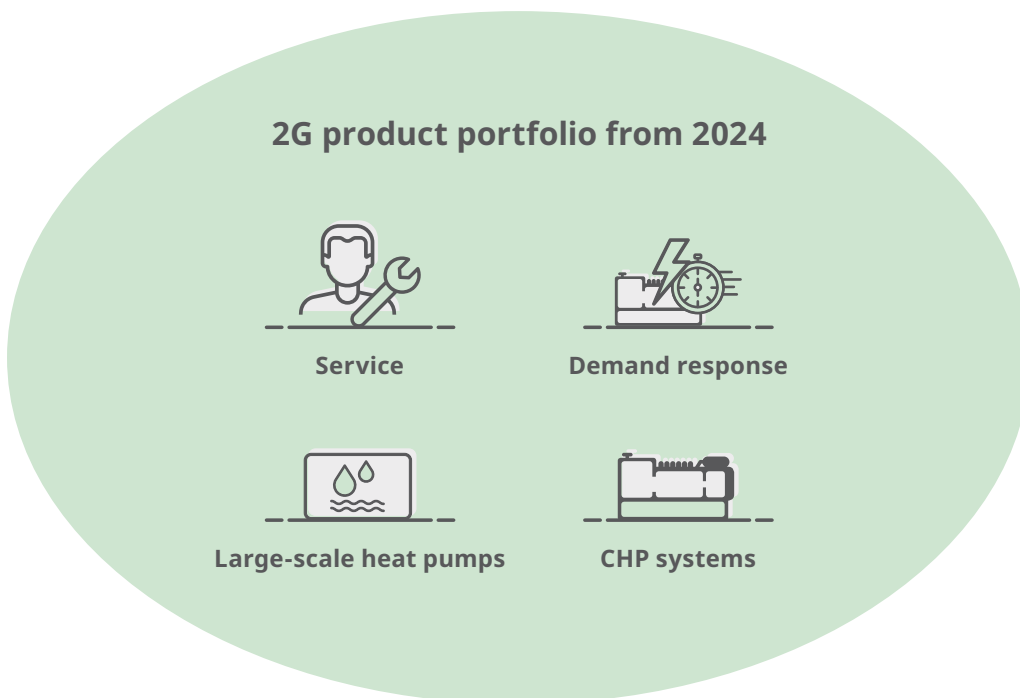 2G product portfolio from 2024
Service
Demand response
Large-scale heat pumps
CHP systems